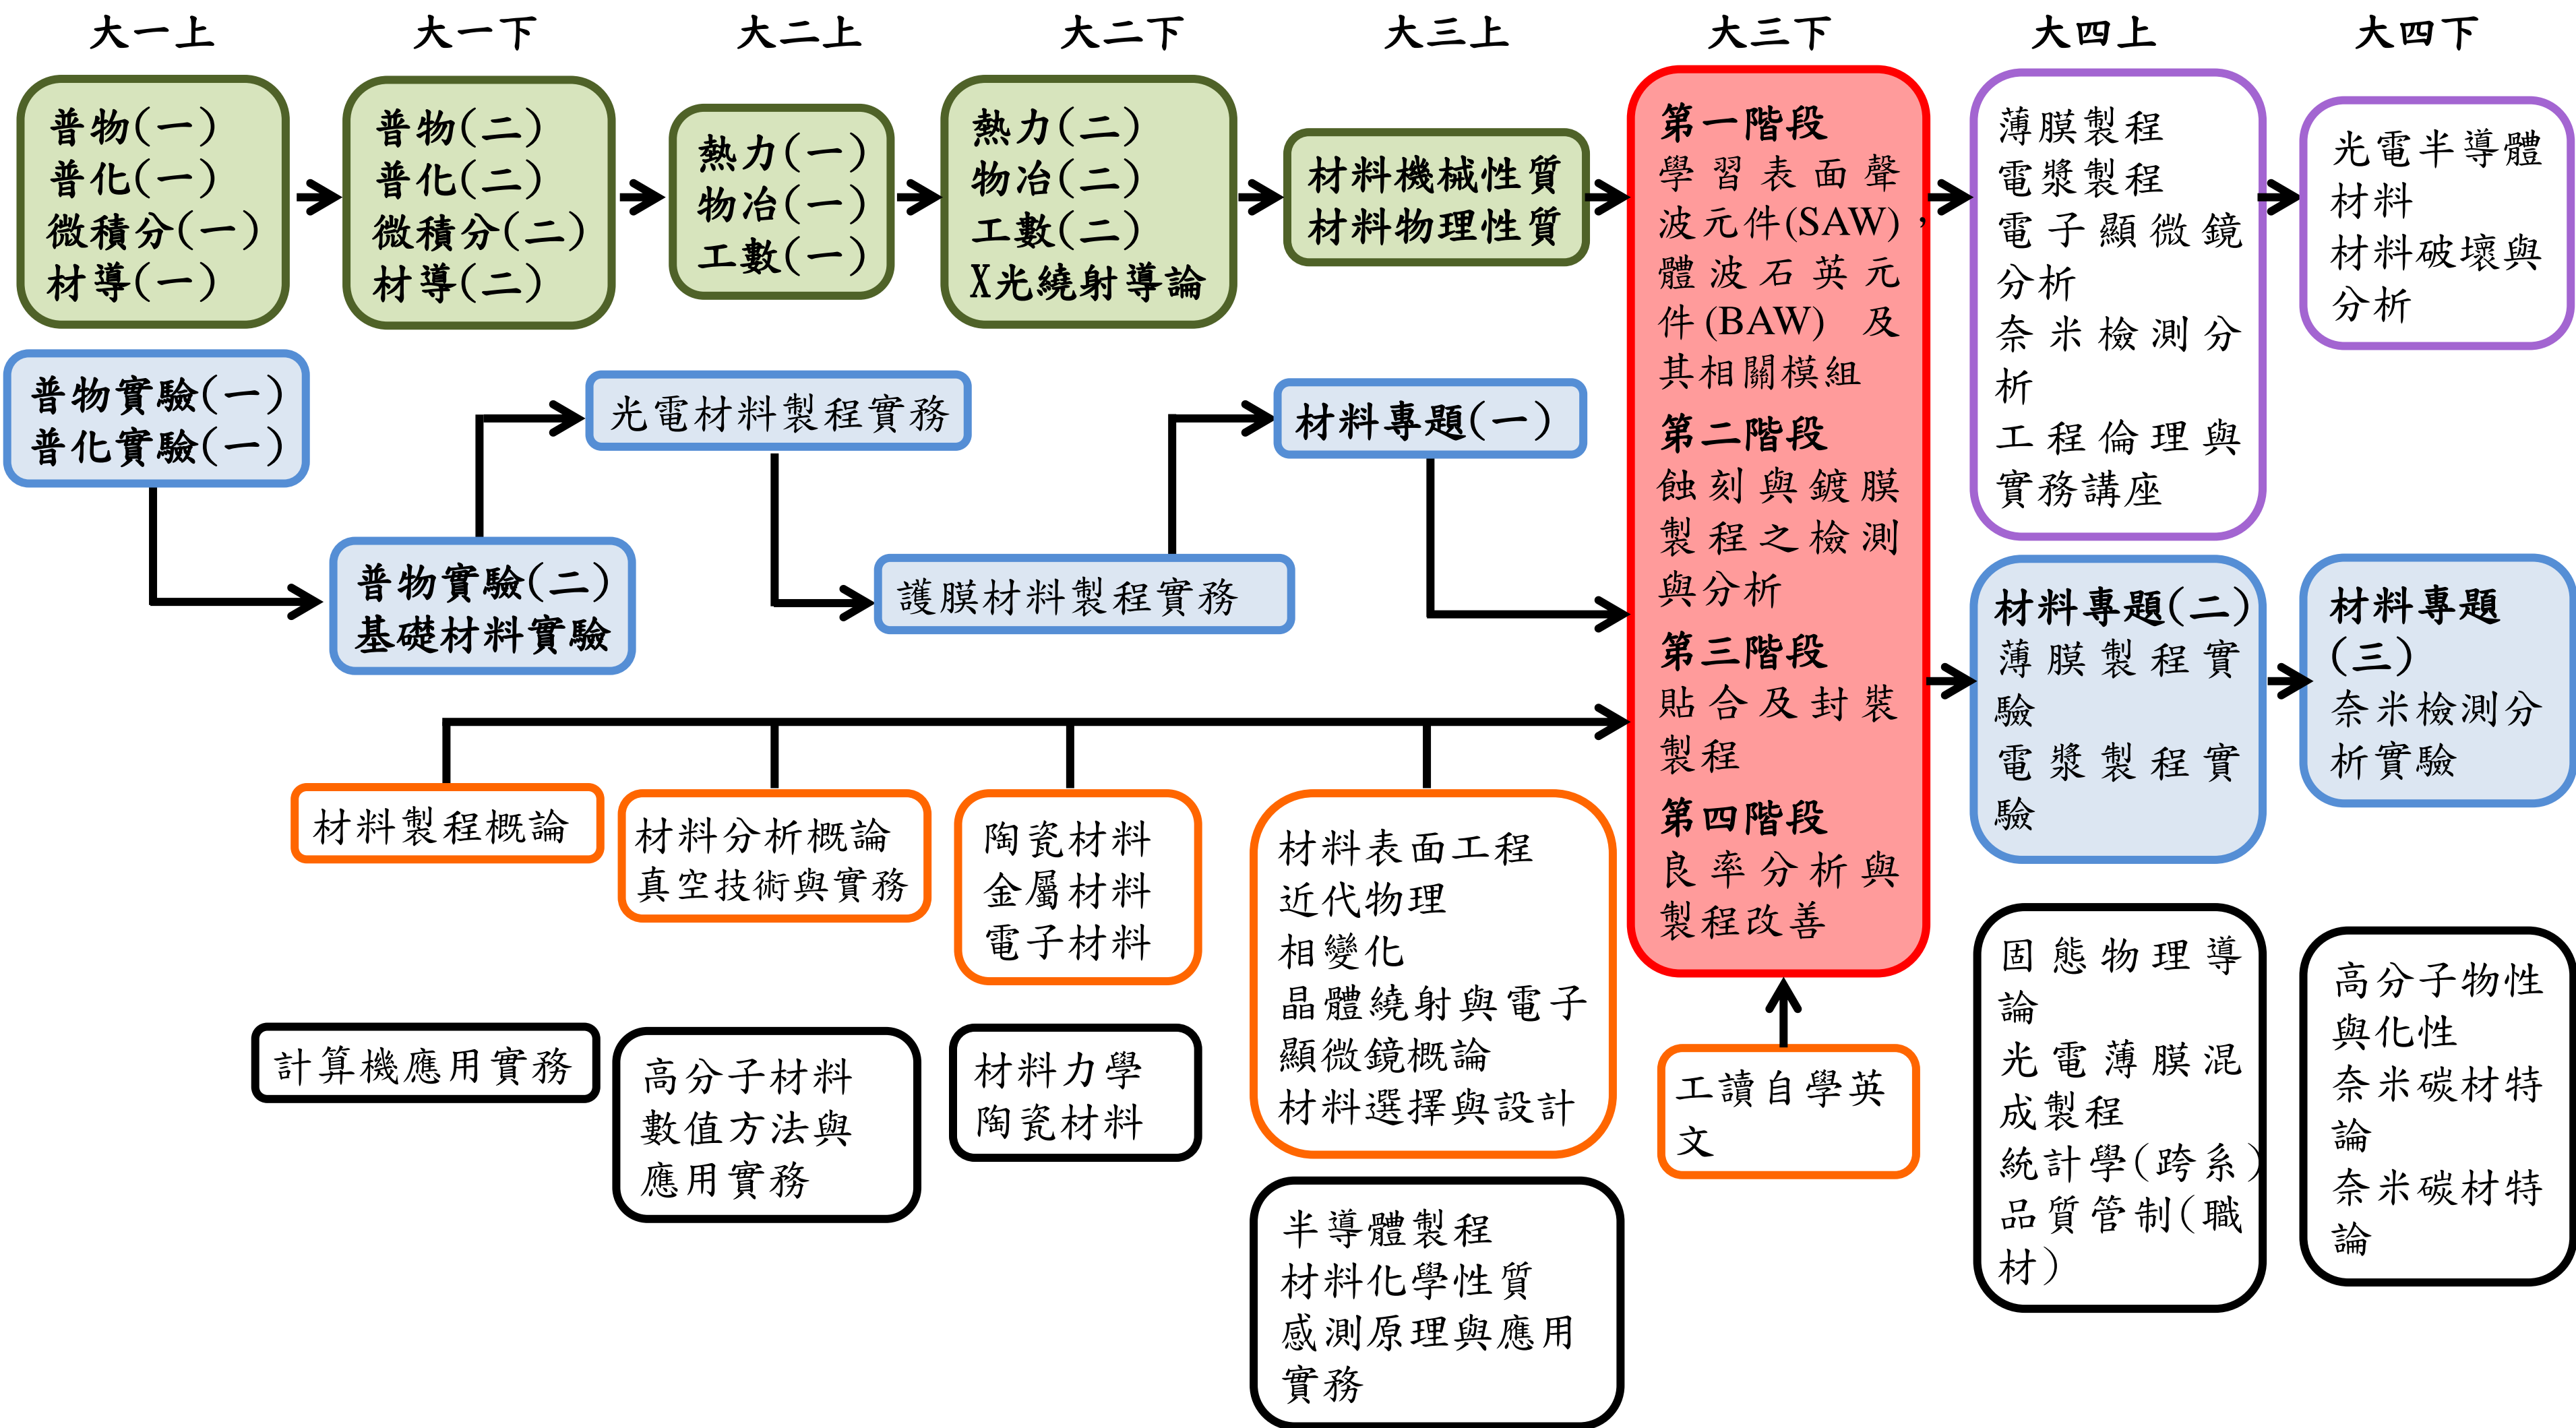 大一上
大一下
大二上
大二下
大三上
大三下
大四上
大四下
普物(一)
普化(一)
微積分(一)
材導(一)
普物(二)
普化(二)
微積分(二)
材導(二)
熱力(一)
物冶(一)
工數(一)
熱力(二)
物冶(二)
工數(二)
X光繞射導論
材料機械性質
材料物理性質
第一階段
學習表面聲
波元件(SAW),
體波石英元
件(BAW) 及
其相關模組
第二階段
蝕刻與鍍膜
製程之檢測
與分析
第三階段
貼合及封裝
製程
第四階段
良率分析與
製程改善
薄膜製程
電漿製程
電子顯微鏡
分析
奈米檢測分
析
工程倫理與
實務講座
光電半導體
材料
材料破壞與
分析
普物實驗(一)
普化實驗(一)
普物實驗(二)
基礎材料實驗
光電材料製程實務
護膜材料製程實務
材料專題(一)
材料專題(二)
薄膜製程實
驗
電漿製程實
驗
材料專題
(三)
奈米檢測分
析實驗
材料製程概論
材料分析概論
真空技術與實務
陶瓷材料
金屬材料
電子材料
材料表面工程
近代物理
相變化
晶體繞射與電子
顯微鏡概論
材料選擇與設計
工讀自學英
文
計算機應用實務
高分子材料
數值方法與
應用實務
材料力學
陶瓷材料
半導體製程
材料化學性質
感測原理與應用
實務
固態物理導
論
光電薄膜混
成製程
統計學(跨系)
品質管制(職
材)
高分子物性
與化性
奈米碳材特
論
奈米碳材特
論